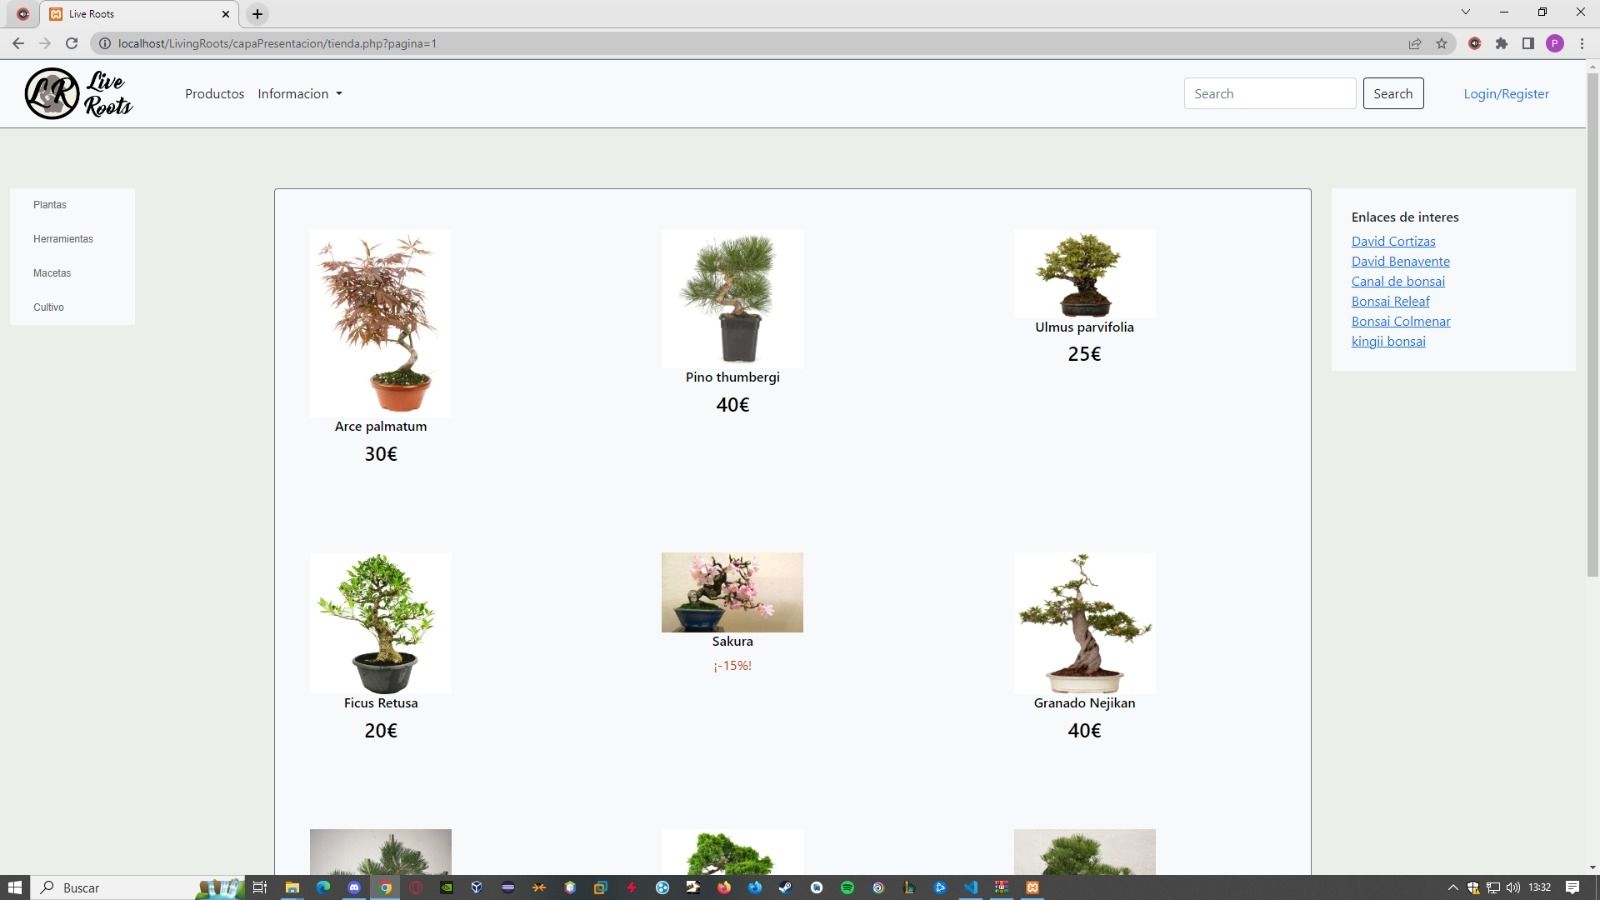 Live Roots
localhost/LivingRoots/capaPresentacion/tienda.php?pagina=1
P
LR
Live
Roots
Productos
Informacion
Search
Search
Login/Register
Plantas
Herramientas
Macetas
Cultivo
Arce palmatum
30€
Pino thumbergi
40€
Ulmus parvifolia
25€
Ficus Retusa
20€
Sakura
¡-15%!
Granado Nejikan
40€
Enlaces de interes
David Cortizas
David Benavente
Canal de bonsai
Bonsai Releaf
Bonsai Colmenar
kingii bonsai
Buscar
13:32